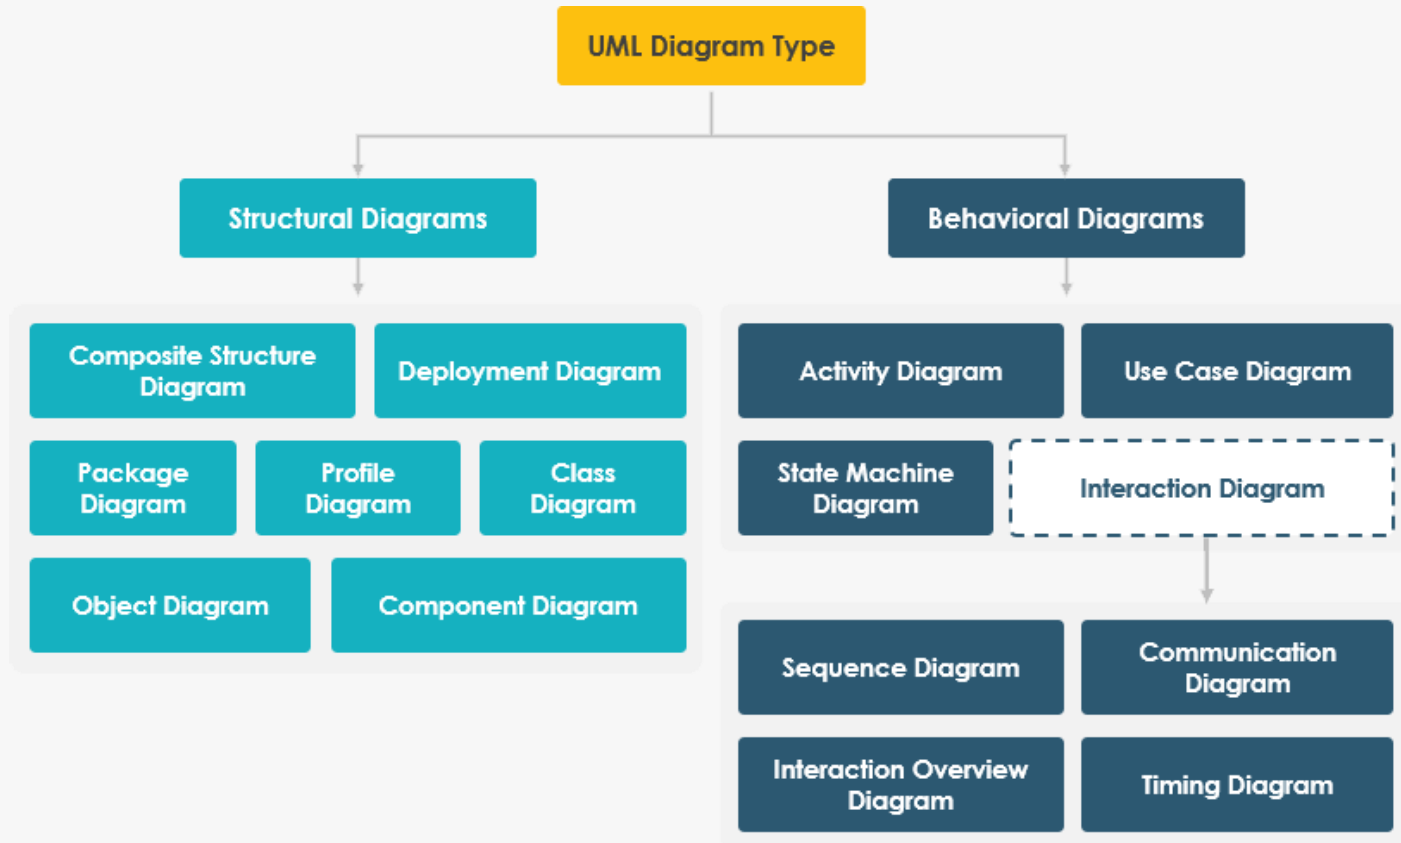 UML Diagram Type
Structural Diagrams
Behavioral Diagrams
Composite Structure
Diagram
Deployment Diagram
Package
Diagram
Profile
Diagram
Class
Diagram
Object Diagram
Component Diagram
Activity Diagram
Use Case Diagram
State Machine
Diagram
Interaction Diagram
Sequence Diagram
Communication
Diagram
Interaction Overview
Diagram
Timing Diagram